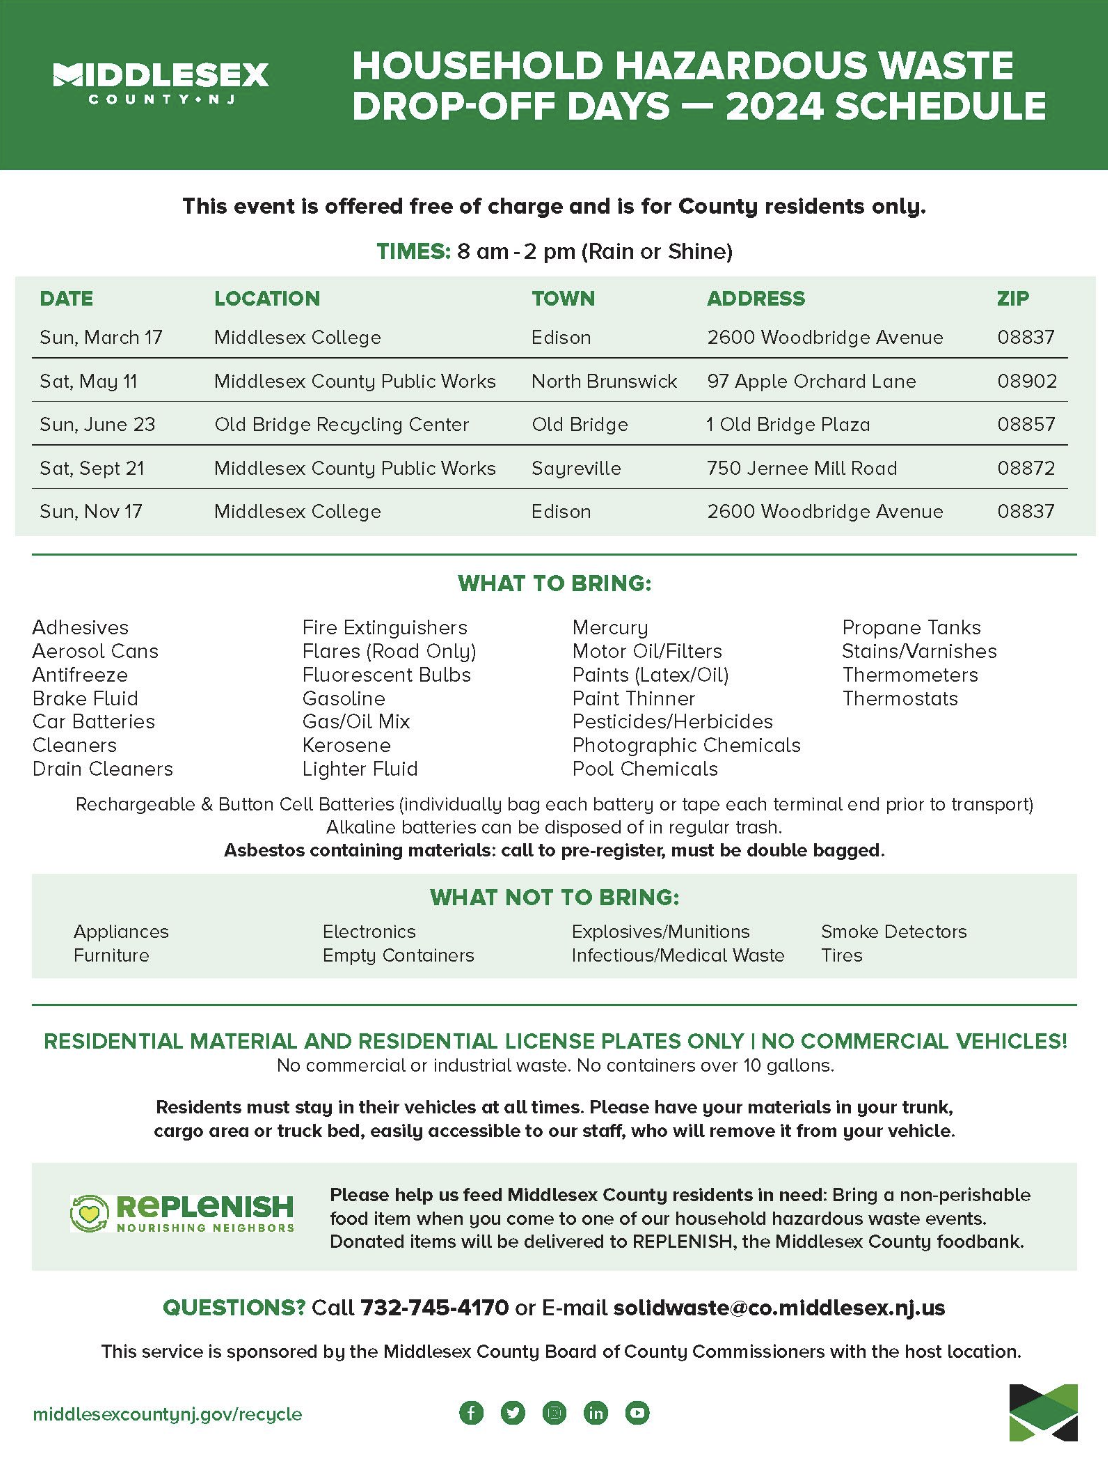 MIDDLESEX
COUNTY•NJ
HOUSEHOLD HAZARDOUS WASTE
DROP-OFF DAYS — 2024 SCHEDULE
This event is offered free of charge and is for County residents only.
TIMES: 8 am - 2 pm (Rain or Shine)
DATE LOCATION TOWN ADDRESS ZIP
Sun, March 17 Middlesex College Edison 2600 Woodbridge Avenue 08837
Sat, May 11 Middlesex County Public Works North Brunswick 97 Apple Orchard Lane 08902
Sun, June 23 Old Bridge Recycling Center Old Bridge 1 Old Bridge Plaza 08857
Sat, Sept 21 Middlesex County Public Works Sayreville 750 Jernee Mill Road 08872
Sun, Nov 17 Middlesex College Edison 2600 Woodbridge Avenue 08837
WHAT TO BRING:
Adhesives
Aerosol Cans
Antifreeze
Brake Fluid
Car Batteries
Cleaners
Drain Cleaners
Fire Extinguishers
Flares (Road Only)
Fluorescent Bulbs
Gasoline
Gas/Oil Mix
Kerosene
Lighter Fluid
Mercury
Motor Oil/Filters
Paints (Latex/Oil)
Paint Thinner
Pesticides/Herbicides
Photographic Chemicals
Pool Chemicals
Propane Tanks
Stains/Varnishes
Thermometers
Thermostats
Rechargeable & Button Cell Batteries (individually bag each battery or tape each terminal end prior to transport)
Alkaline batteries can be disposed of in regular trash.
Asbestos containing materials: call to pre-register, must be double bagged.
WHAT NOT TO BRING:
Appliances
Furniture
Electronics
Empty Containers
Explosives/Munitions
Infectious/Medical Waste
Smoke Detectors
Tires
RESIDENTIAL MATERIAL AND RESIDENTIAL LICENSE PLATES ONLY | NO COMMERCIAL VEHICLES!
No commercial or industrial waste. No containers over 10 gallons.
Residents must stay in their vehicles at all times. Please have your materials in your trunk,
cargo area or truck bed, easily accessible to our staff, who will remove it from your vehicle.
RePLeNISH
NOURISHING NEIGHBORS
Please help us feed Middlesex County residents in need: Bring a non-perishable
food item when you come to one of our household hazardous waste events.
Donated items will be delivered to REPLENISH, the Middlesex County foodbank.
QUESTIONS? Call 732-745-4170 or E-mail solidwaste@co.middlesex.nj.us
This service is sponsored by the Middlesex County Board of County Commissioners with the host location.
middlesexcountynj.gov/recycle